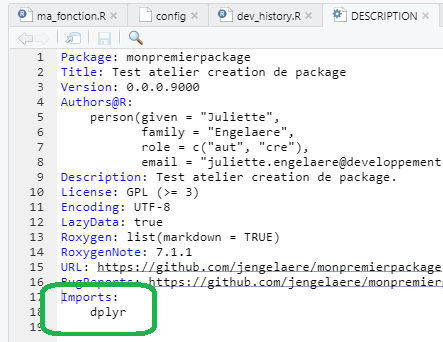 ma_fonction.R × config × dev_history.R × DESCRIPTION ×
1 Package: monpremierpackage
2 Title: Test atelier creation de package
3 Version: 0.0.0.9000
4 Authors@R:
5 person(given = "Juliette",
6 family = "Engelaere",
7 role = c("aut", "cre"),
8 email = "juliette.engelaere@developpement
9 Description: Test atelier creation de package.
10 License: GPL (>= 3)
11 Encoding: UTF-8
12 LazyData: true
13 Roxygen: list(markdown = TRUE)
14 RoxygenNote: 7.1.1
15 URL: https://github.com/jengelaere/monpremierpackage
16 BugReports: https://github.com/jengelaere/monpremierp
17 Imports:
18 dplyr
19